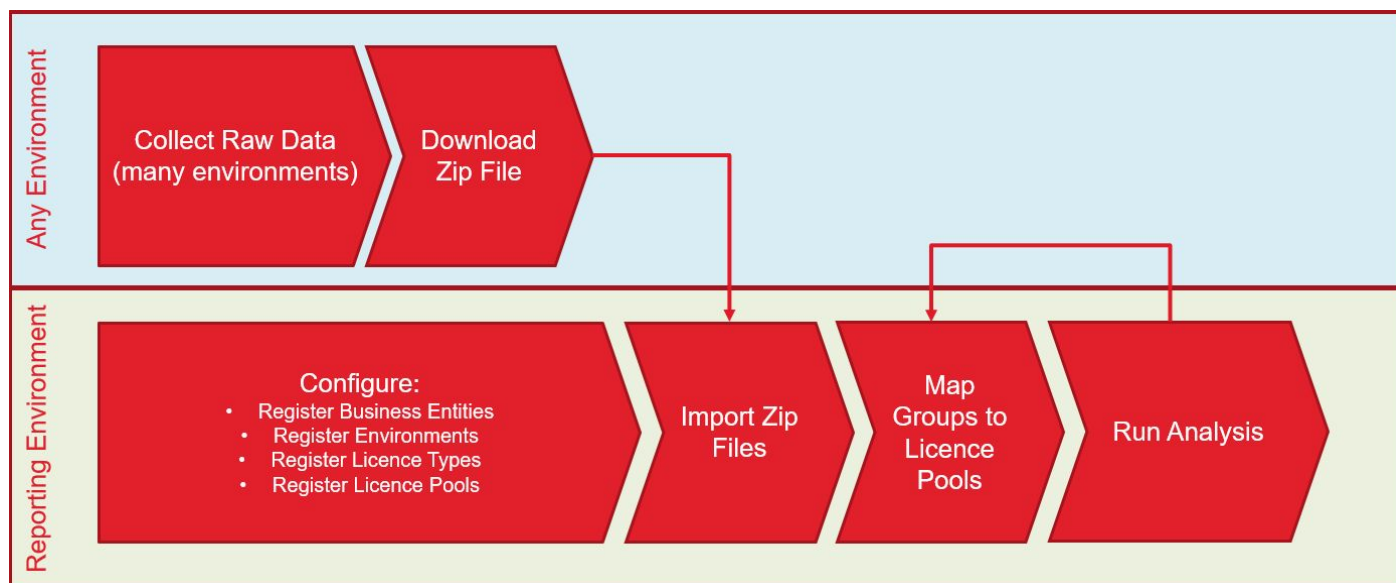 Any Environment
Collect Raw Data
(many environments)
Download
Zip File
Reporting Environment
Configure:
• Register Business Entities
• Register Environments
• Register Licence Types
• Register Licence Pools
Import Zip
Files
Map
Groups to
Licence
Pools
Run Analysis